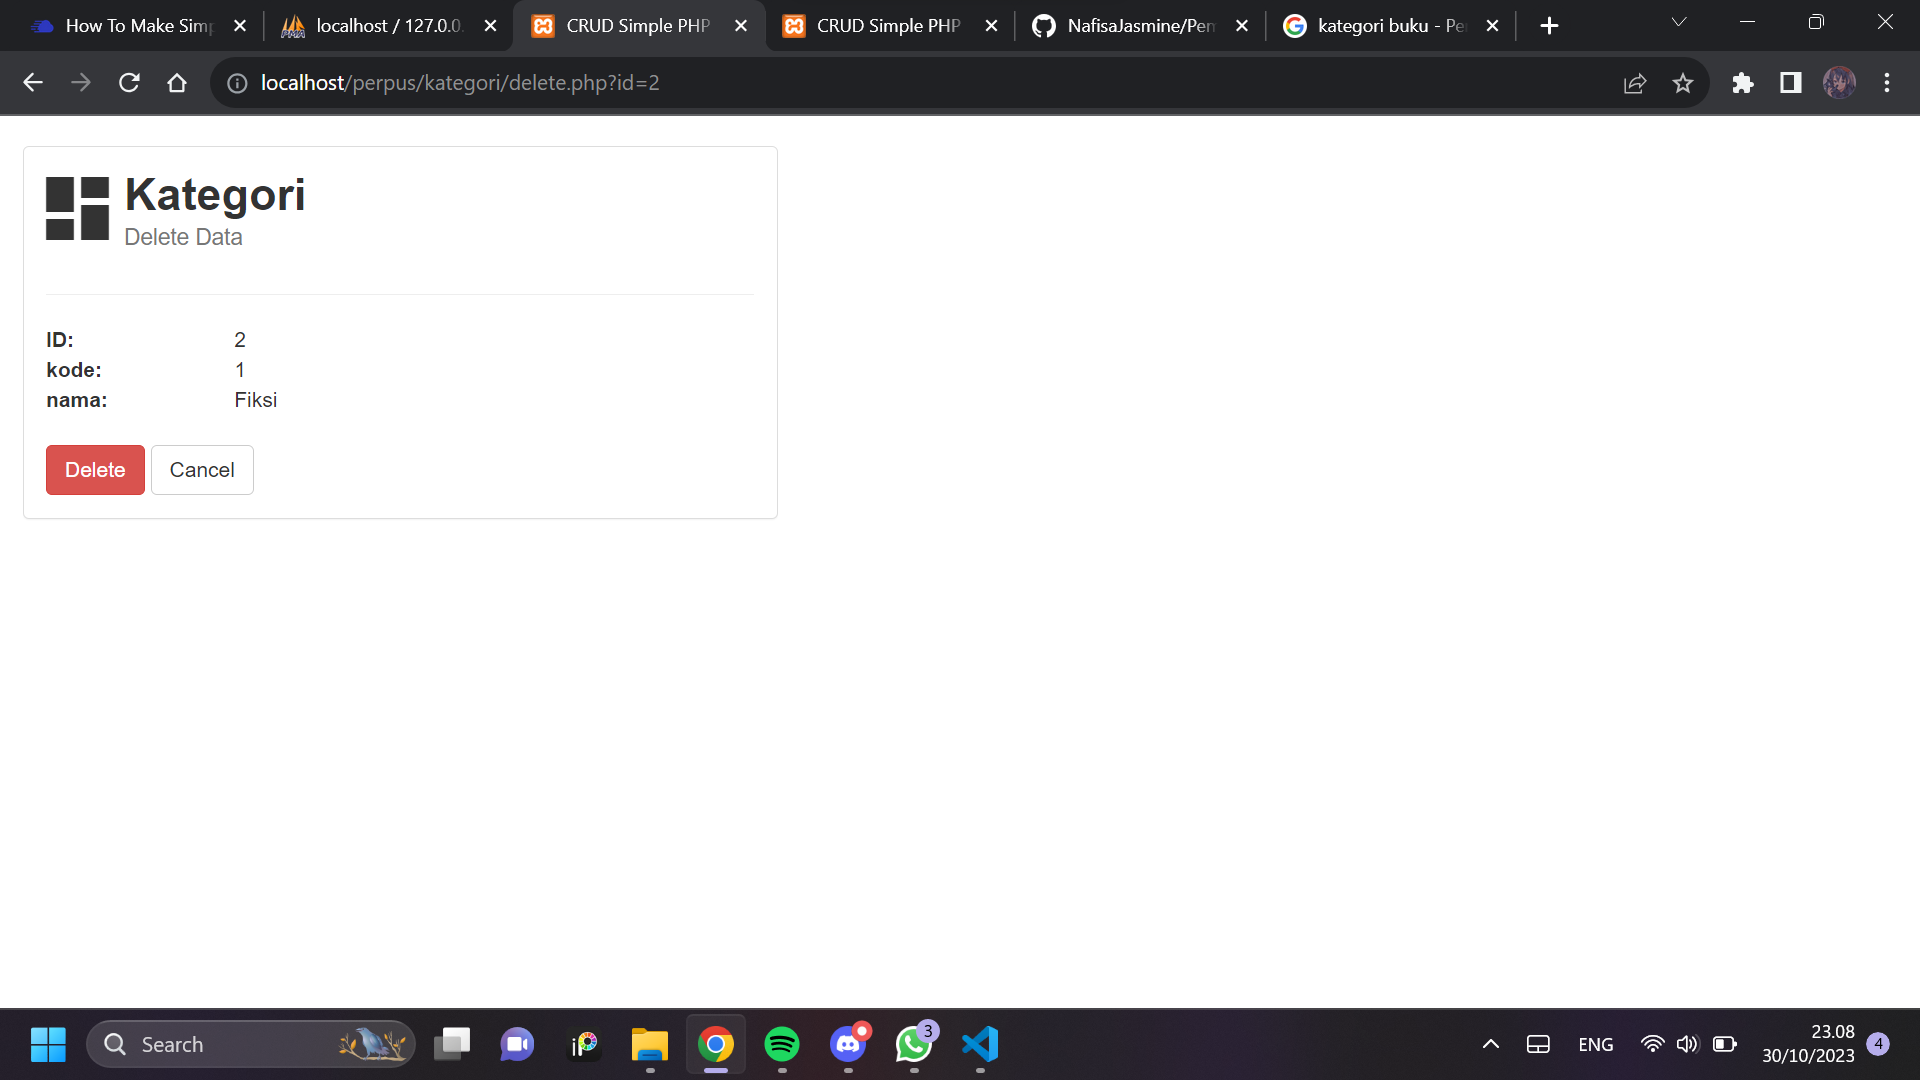 How To Make Simp
localhost / 127.0.0.
CRUD Simple PHP
CRUD Simple PHP
NafisaJasmine/Pem
kategori buku - Pe
localhost/perpus/kategori/delete.php?id=2
Kategori
Delete Data
ID: 2
kode: 1
nama: Fiksi
Delete Cancel
Search
3
ENG
23.08
30/10/2023
4